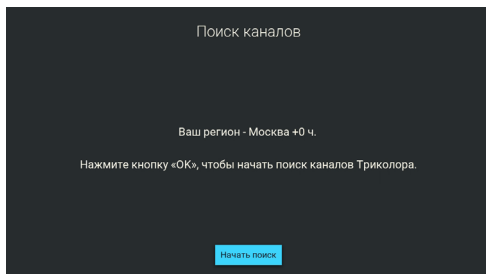 Поиск каналов
Ваш регион - Москва +0 ч.
Нажмите кнопку «ОК», чтобы начать поиск каналов Триколора.
Начать поиск